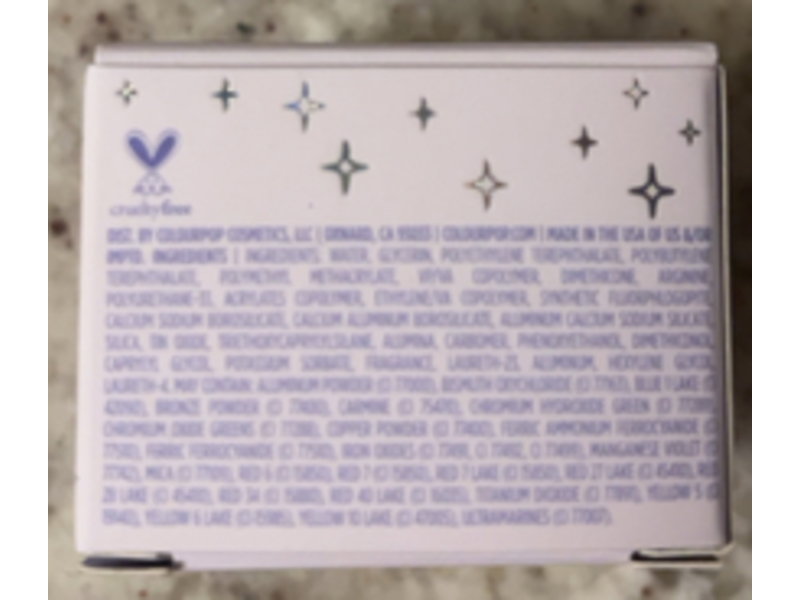 crueltyfree
DIST. BY COLOURPOP COSMETICS, LLC | OXNARD, CA 93033 | COLOURPOP.COM | MADE IN THE USA OF US &/OR
IMPTD. INGREDIENTS | INGREDIENTS: WATER, GLYCERIN, POLYETHYLENE TEREPHTHALATE, POLYBUTYLENE
TEREPHTHALATE, POLYMETHYL METHACRYLATE, VP/VA COPOLYMER, DIMETHICONE, ARGININE,
POLYURETHANE-33, ACRYLATES COPOLYMER, ETHYLENE/VA COPOLYMER, SYNTHETIC FLUORPHLOGOPITE,
CALCIUM SODIUM BOROSILICATE, CALCIUM ALUMINUM BOROSILICATE, ALUMINUM CALCIUM SODIUM SILICATE,
SILICA, TIN OXIDE, TRIETHOXYCAPRYLYLSILANE, ALUMINA, CARBOMER, PHENOXYETHANOL, DIMETHICONOL,
CAPRYLYL GLYCOL, POTASSIUM SORBATE, FRAGRANCE, LAURETH-23, ALUMINUM, HEXYLENE GLYCOL,
LAURETH-4. MAY CONTAIN: ALUMINUM POWDER (CI 77000), BISMUTH OXYCHLORIDE (CI 77163), BLUE 1 LAKE (CI
42090), BRONZE POWDER (CI 77400), CARMINE (CI 75470), CHROMIUM HYDROXIDE GREEN (CI 77289),
CHROMIUM OXIDE GREENS (CI 77288), COPPER POWDER (CI 77400), FERRIC AMMONIUM FERROCYANIDE (CI
77510), FERRIC FERROCYANIDE (CI 77510), IRON OXIDES (CI 77491, CI 77492, CI 77499), MANGANESE VIOLET (CI
77742), MICA (CI 77019), RED 6 (CI 15850), RED 7 (CI 15850), RED 7 LAKE (CI 15850), RED 27 LAKE (CI 45410), RED
28 LAKE (CI 45410), RED 34 (CI 15880), RED 40 LAKE (CI 16035), TITANIUM DIOXIDE (CI 77891), YELLOW 5 (CI
19140), YELLOW 6 LAKE (CI 15985), YELLOW 10 LAKE (CI 47005), ULTRAMARINES (CI 77007).